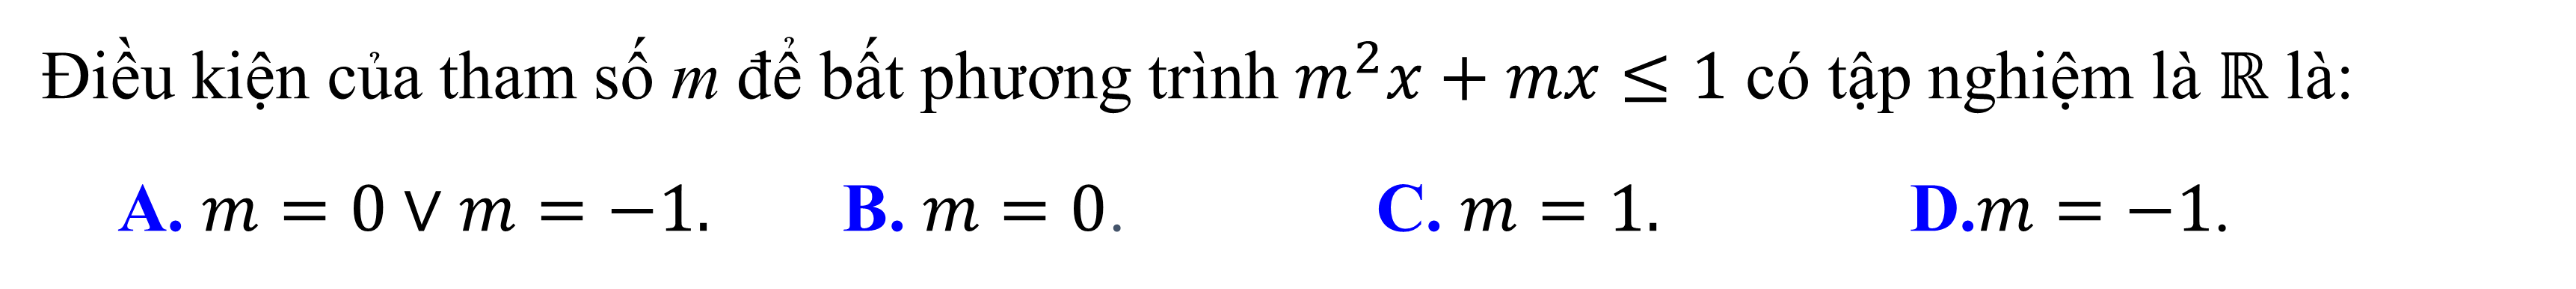 Điều kiện của tham số m để bất phương trình m²x + mx ≤ 1 có tập nghiệm là ℝ là:
A. m = 0 ∨ m = −1. B. m = 0. C. m = 1. D.m = −1.